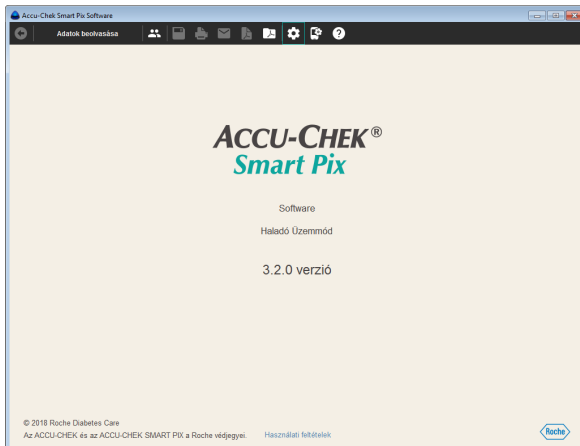 Accu-Chek Smart Pix Software
Adatok beolvasása
ACCU-CHEK®
Smart Pix
Software
Haladó Üzemmód
3.2.0 verzió
© 2018 Roche Diabetes Care
Az ACCU-CHEK és az ACCU-CHEK SMART PIX a Roche védjegyei. Használati feltételek
Roche